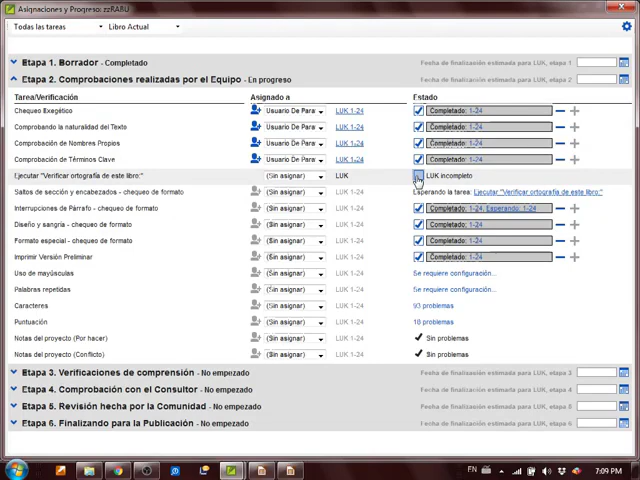 Asignaciones y Progreso: zzRABU
Todas las tareas Libro Actual
Etapa 1. Borrador - Completado Fecha de finalización estimada para LUK, etapa 1
Etapa 2. Comprobaciones realizadas por el Equipo - En progreso Fecha de finalización estimada para LUK, etapa 2
Tarea/Verificación Asignado a Estado
Chequeo Exegético Usuario De Para LUK 1-24 Completado: 1-24
Comprobando la naturalidad del Texto Usuario De Para LUK 1-24 Completado: 1-24
Comprobación de Nombres Propios Usuario De Para LUK 1-24 Completado: 1-24
Comprobación de Términos Clave Usuario De Para LUK 1-24 Completado: 1-24
Ejecutar "Verificar ortografía de este libro:" (Sin asignar) LUK LUK incompleto
Saltos de sección y encabezados - chequeo de formato (Sin asignar) LUK 1-24 Esperando la tarea: Ejecutar "Verificar ortografía de este libro:"
Interrupciones de Párrafo - chequeo de formato (Sin asignar) LUK 1-24 Completado: 1-24, Esperando: 1-24
Diseño y sangría - chequeo de formato (Sin asignar) LUK 1-24 Completado: 1-24
Formato especial - chequeo de formato (Sin asignar) LUK 1-24 Completado: 1-24
Imprimir Versión Preliminar (Sin asignar) LUK 1-24 Completado: 1-24
Uso de mayúsculas (Sin asignar) LUK 1-24 Se requiere configuración...
Palabras repetidas (Sin asignar) LUK 1-24 Se requiere configuración...
Caracteres (Sin asignar) LUK 1-24 93 problemas
Puntuación (Sin asignar) LUK 1-24 18 problemas
Notas del proyecto (Por hacer) (Sin asignar) LUK 1-24 Sin problemas
Notas del proyecto (Conflicto) (Sin asignar) LUK 1-24 Sin problemas
Etapa 3. Verificaciones de comprensión - No empezado Fecha de finalización estimada para LUK, etapa 3
Etapa 4. Comprobación con el Consultor - No empezado Fecha de finalización estimada para LUK, etapa 4
Etapa 5. Revisión hecha por la Comunidad - No empezado Fecha de finalización estimada para LUK, etapa 5
Etapa 6. Finalizando para la Publicación - No empezado Fecha de finalización estimada para LUK, etapa 6
EN 7:09 PM